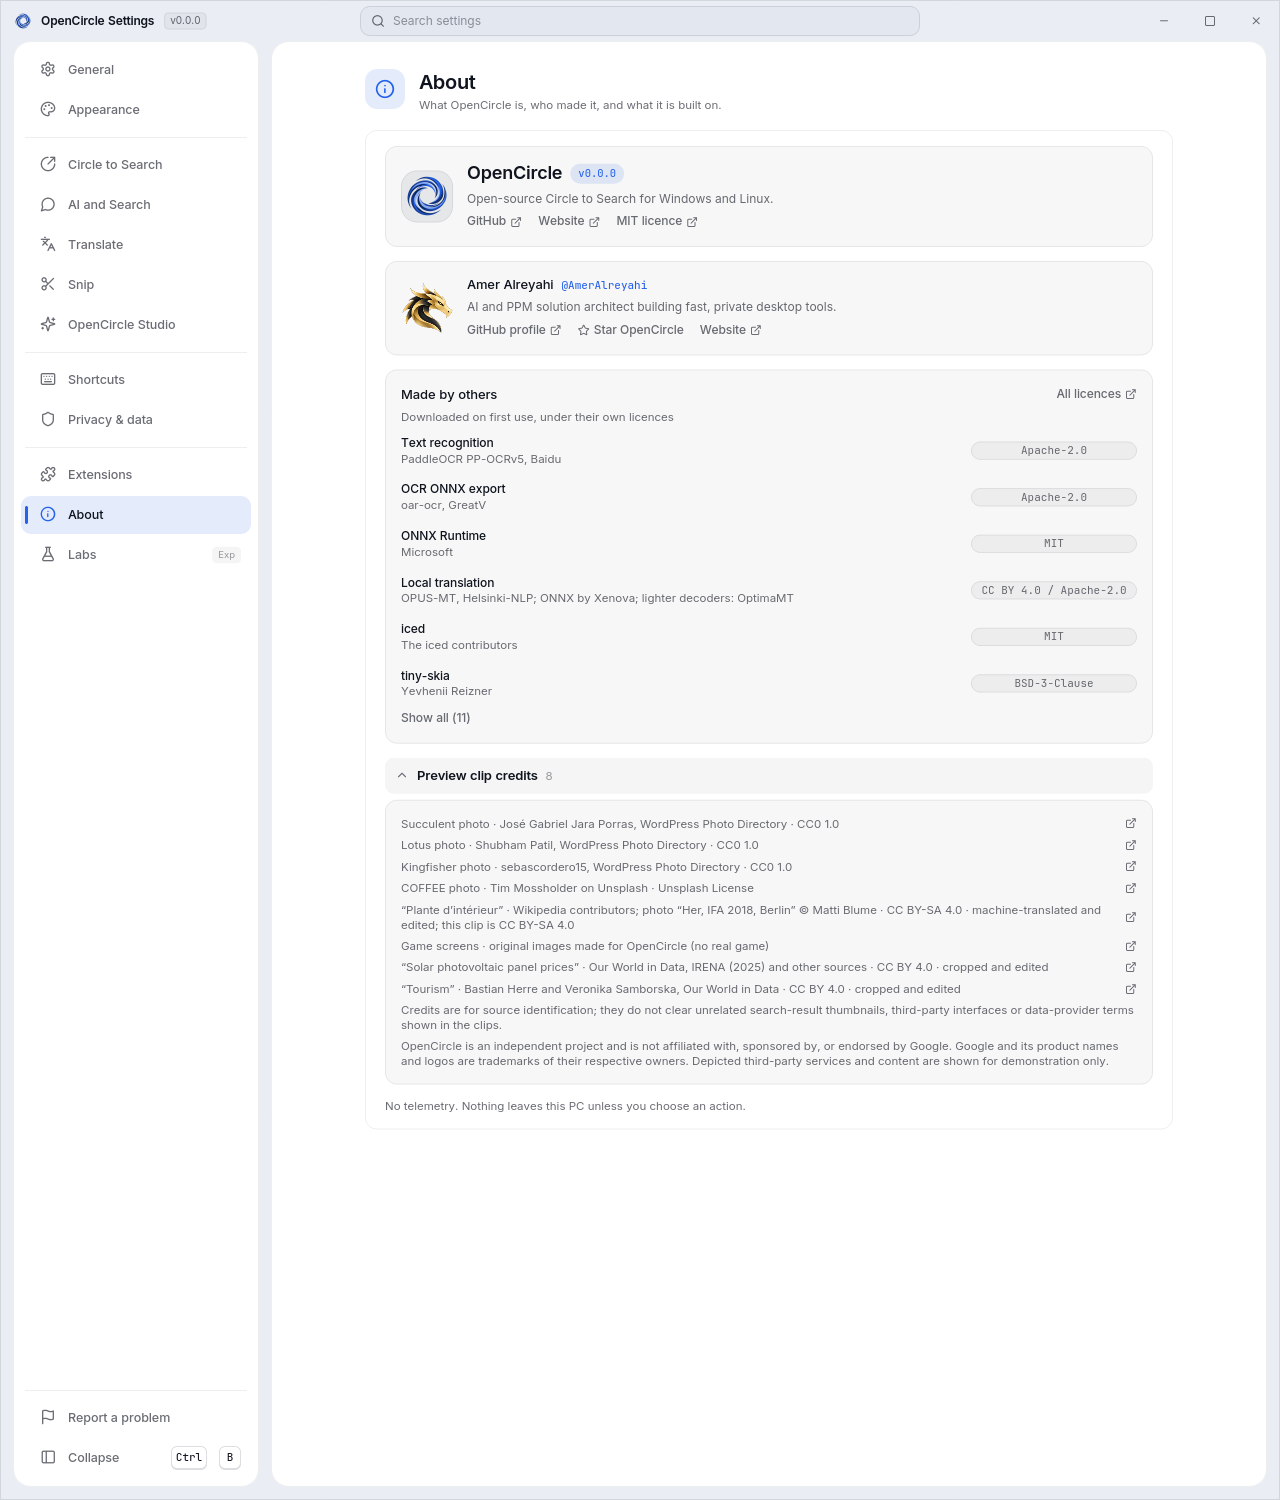 OpenCircle Settings v0.0.0
Search settings
General
Appearance
Circle to Search
AI and Search
Translate
Snip
OpenCircle Studio
Shortcuts
Privacy & data
Extensions
About
Labs Exp
Report a problem
Collapse Ctrl B
About
What OpenCircle is, who made it, and what it is built on.
OpenCircle v0.0.0
Open-source Circle to Search for Windows and Linux.
GitHub Website MIT licence
Amer Alreyahi @AmerAlreyahi
AI and PPM solution architect building fast, private desktop tools.
GitHub profile Star OpenCircle Website
Made by others All licences
Downloaded on first use, under their own licences
Text recognition
PaddleOCR PP-OCRv5, Baidu
Apache-2.0
OCR ONNX export
oar-ocr, GreatV
Apache-2.0
ONNX Runtime
Microsoft
MIT
Local translation
OPUS-MT, Helsinki-NLP; ONNX by Xenova; lighter decoders: OptimaMT
CC BY 4.0 / Apache-2.0
iced
The iced contributors
MIT
tiny-skia
Yevhenii Reizner
BSD-3-Clause
Show all (11)
Preview clip credits 8
Succulent photo · José Gabriel Jara Porras, WordPress Photo Directory · CC0 1.0
Lotus photo · Shubham Patil, WordPress Photo Directory · CC0 1.0
Kingfisher photo · sebascordero15, WordPress Photo Directory · CC0 1.0
COFFEE photo · Tim Mossholder on Unsplash · Unsplash License
“Plante d’intérieur” · Wikipedia contributors; photo “Her, IFA 2018, Berlin” © Matti Blume · CC BY-SA 4.0 · machine-translated and
edited; this clip is CC BY-SA 4.0
Game screens · original images made for OpenCircle (no real game)
“Solar photovoltaic panel prices” · Our World in Data, IRENA (2025) and other sources · CC BY 4.0 · cropped and edited
“Tourism” · Bastian Herre and Veronika Samborska, Our World in Data · CC BY 4.0 · cropped and edited
Credits are for source identification; they do not clear unrelated search-result thumbnails, third-party interfaces or data-provider terms
shown in the clips.
OpenCircle is an independent project and is not affiliated with, sponsored by, or endorsed by Google. Google and its product names
and logos are trademarks of their respective owners. Depicted third-party services and content are shown for demonstration only.
No telemetry. Nothing leaves this PC unless you choose an action.